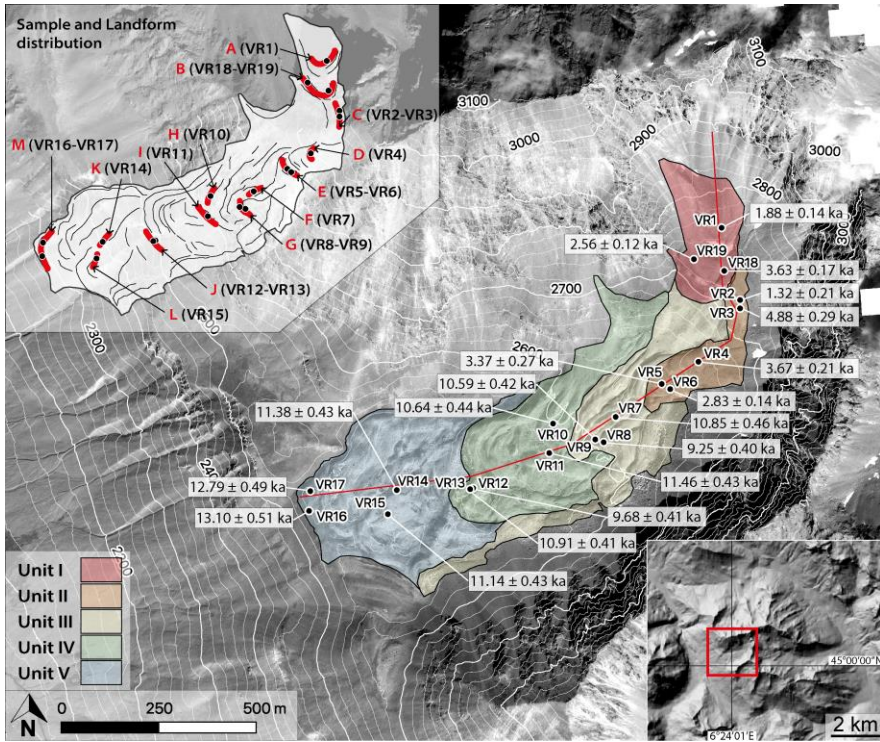 Sample and Landform
distribution
A (VR1)
B (VR18-VR19)
C (VR2-VR3)
D (VR4)
E (VR5-VR6)
F (VR7)
G (VR8-VR9)
H (VR10)
I (VR11)
J (VR12-VR13)
K (VR14)
L (VR15)
M (VR16-VR17)
3100
3100
3000
3000
2900
2800
2700
2300
2200
VR1
1.88 ± 0.14 ka
2.56 ± 0.12 ka
VR19
VR18
3.63 ± 0.17 ka
VR2
1.32 ± 0.21 ka
VR3
4.88 ± 0.29 ka
VR4
3.67 ± 0.21 ka
3.37 ± 0.27 ka
VR5
VR6
2.83 ± 0.14 ka
10.59 ± 0.42 ka
VR7
10.85 ± 0.46 ka
11.38 ± 0.43 ka
10.64 ± 0.44 ka
VR10
VR9
VR8
9.25 ± 0.40 ka
VR11
11.46 ± 0.43 ka
12.79 ± 0.49 ka
VR17
VR14
VR13
VR12
9.68 ± 0.41 ka
13.10 ± 0.51 ka
VR16
VR15
10.91 ± 0.41 ka
11.14 ± 0.43 ka
Unit I
Unit II
Unit III
Unit IV
Unit V
N
0 250 500 m
45°00'00"N
6°24'01"E
2 km